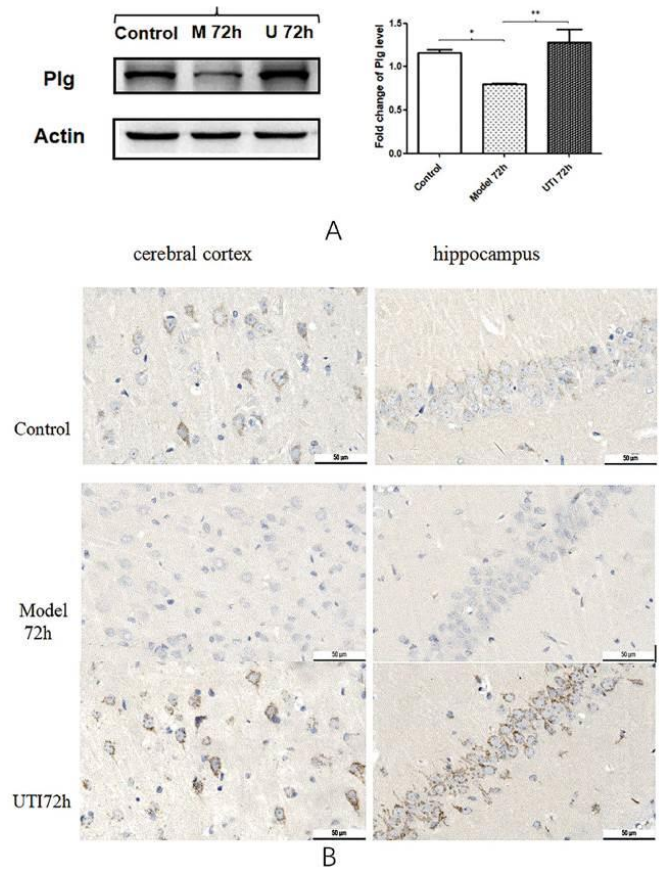 Control M 72h U 72h
Plg
Actin
Fold change of Plg level
1.5
1.0
0.5
0.0
*
**
Control
Model 72h
UTI 72h
A
cerebral cortex hippocampus
Control
50 µm 50 µm
Model
72h
50 µm 50 µm
UTI72h
50 µm 50 µm
B